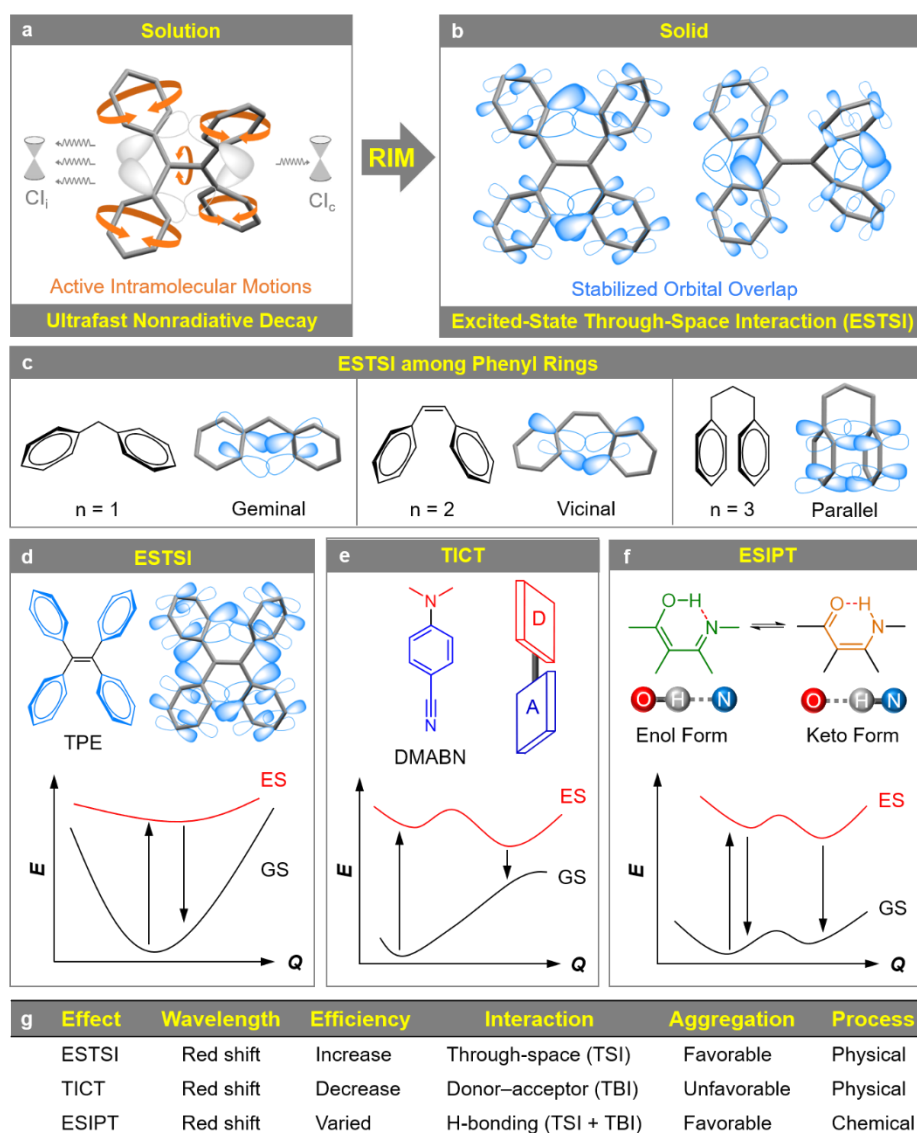 a Solution
CIi
CIc
Active Intramolecular Motions
Ultrafast Nonradiative Decay
RIM
b Solid
Stabilized Orbital Overlap
Excited-State Through-Space Interaction (ESTSI)
c ESTSI among Phenyl Rings
n = 1 Geminal
n = 2 Vicinal
n = 3 Parallel
d ESTSI
TPE
ES
GS
E
Q
e TICT
N
N
DMABN
D
A
ES
GS
E
Q
f ESIPT
O–H
N
O H
N
O H N
O H N
Enol Form
Keto Form
ES
GS
E
Q
g Effect Wavelength Efficiency Interaction Aggregation Process
ESTSI Red shift Increase Through-space (TSI) Favorable Physical
TICT Red shift Decrease Donor–acceptor (TBI) Unfavorable Physical
ESIPT Red shift Varied H-bonding (TSI + TBI) Favorable Chemical